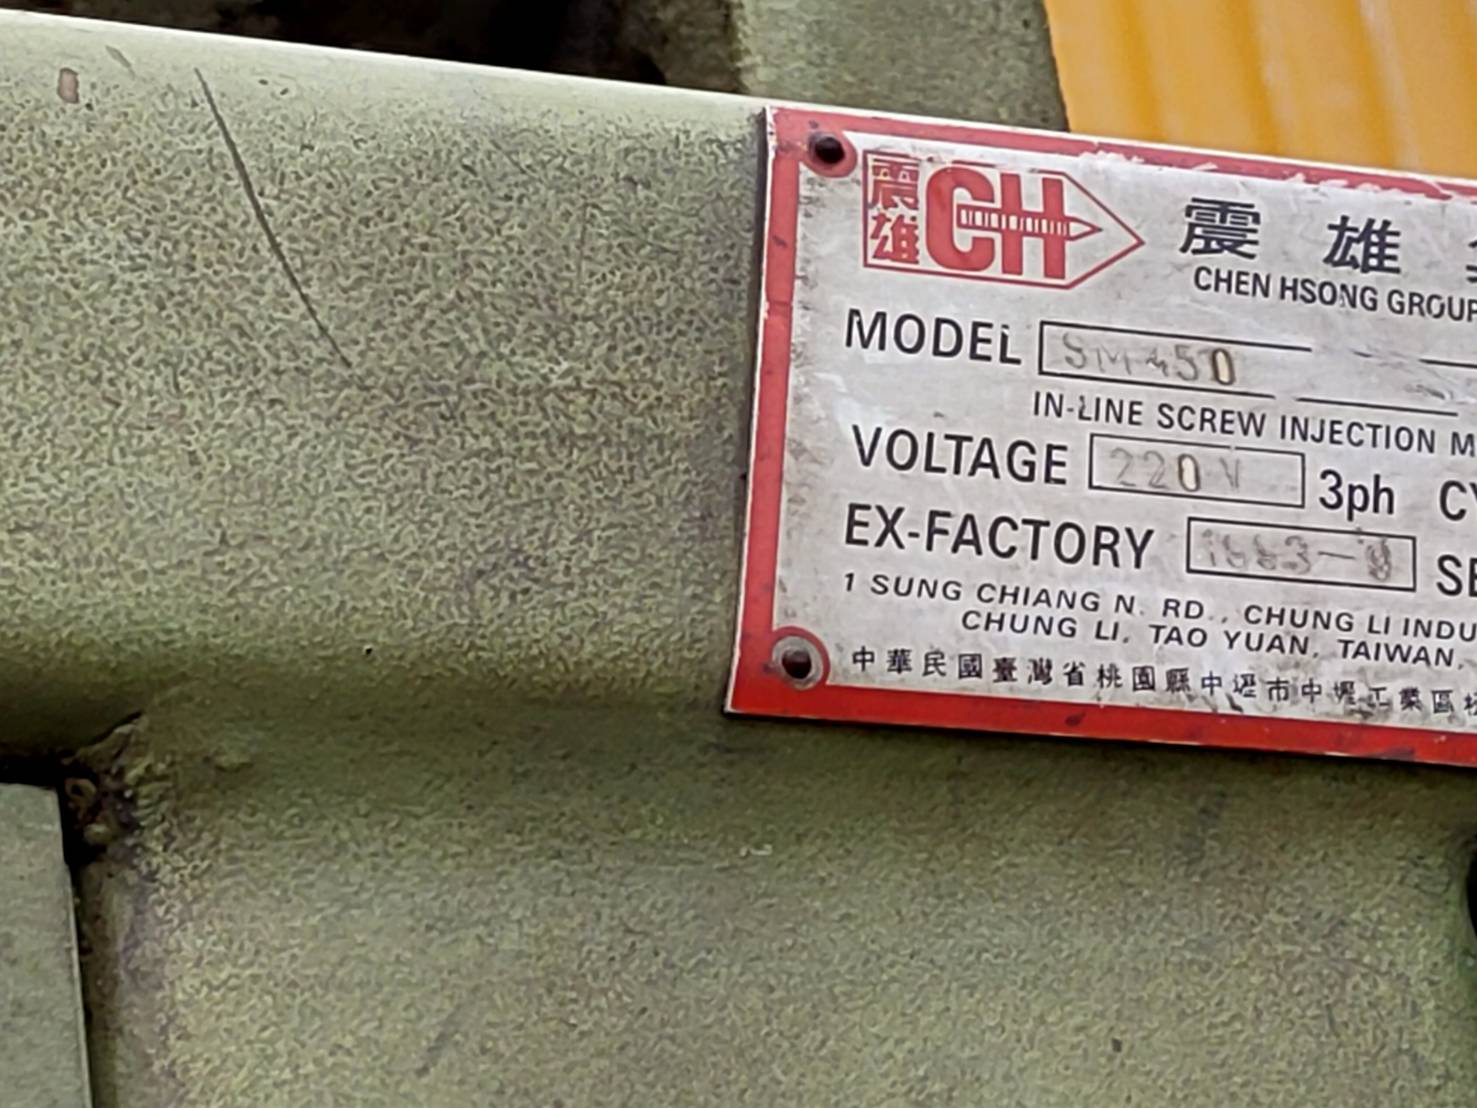 震雄 CH 震雄
CHEN HSONG GROUP
MODEL SM450
IN-LINE SCREW INJECTION
VOLTAGE 220V 3ph
EX-FACTORY
1 SUNG CHIANG N. RD., CHUNG LI INDU
CHUNG LI. TAO YUAN. TAIWAN.
中華民國臺灣省桃園縣中壢市中壢工業區